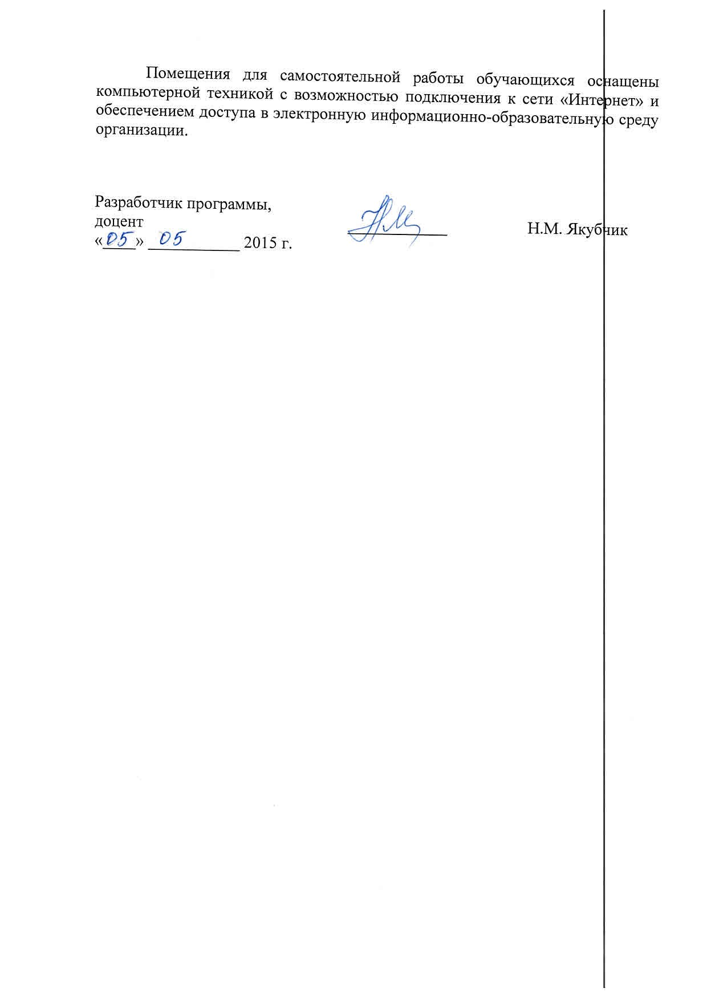 Помещения для самостоятельной работы обучающихся оснащены
компьютерной техникой с возможностью подключения к сети «Интернет» и
обеспечением доступа в электронную информационно-образовательную среду
организации.
Разработчик программы,
доцент
Н.М. Якубчик
«05» 05 2015 г.